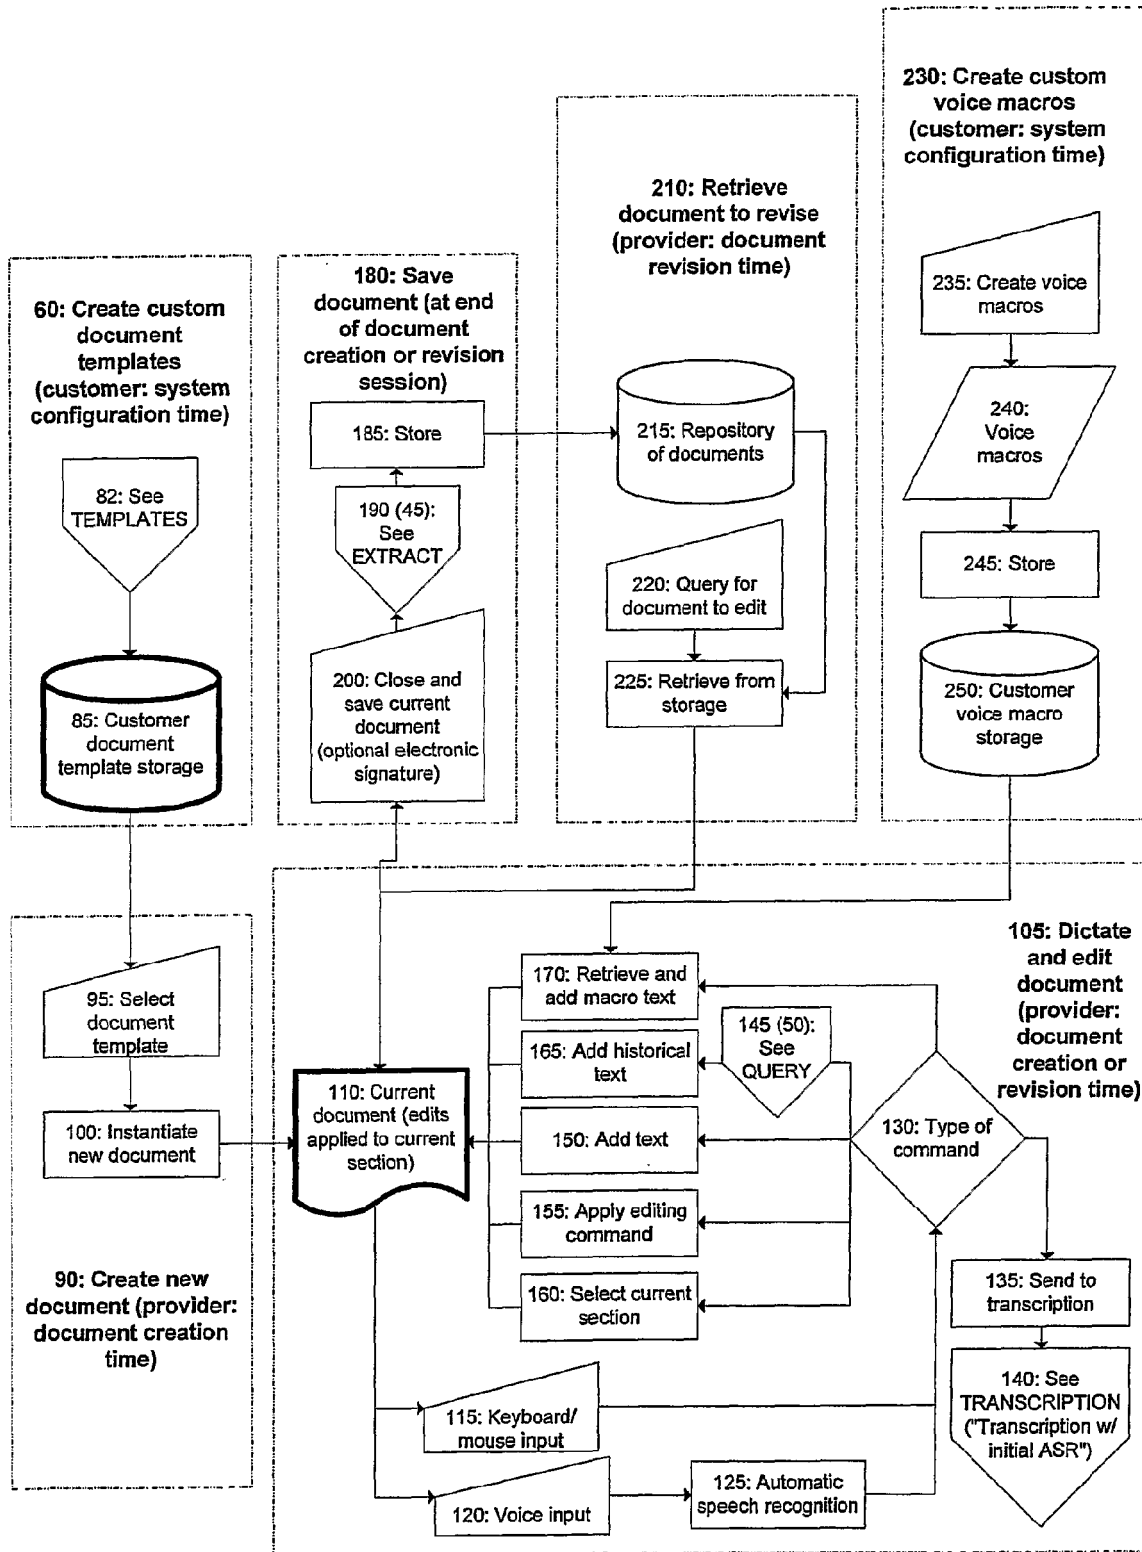 230: Create custom
voice macros
(customer: system
configuration time)
210: Retrieve
document to revise
(provider: document
revision time)
180: Save
document (at end
of document
creation or revision
session)
60: Create custom
document
templates
(customer: system
configuration time)
235: Create voice
macros
240:
Voice
macros
245: Store
250: Customer
voice macro
storage
215: Repository
of documents
220: Query for
document to edit
225: Retrieve from
storage
185: Store
190 (45):
See
EXTRACT
200: Close and
save current
document
(optional electronic
signature)
82: See
TEMPLATES
85: Customer
document
template storage
95: Select
document
template
100: Instantiate
new document
90: Create new
document (provider:
document creation
time)
105: Dictate
and edit
document
(provider:
document
creation or
revision time)
170: Retrieve and
add macro text
145 (50):
See
QUERY
165: Add historical
text
110: Current
document (edits
applied to current
section)
150: Add text
130: Type of
command
155: Apply editing
command
160: Select current
section
135: Send to
transcription
140: See
TRANSCRIPTION
("Transcription w/
initial ASR")
115: Keyboard/
mouse input
120: Voice input
125: Automatic
speech recognition